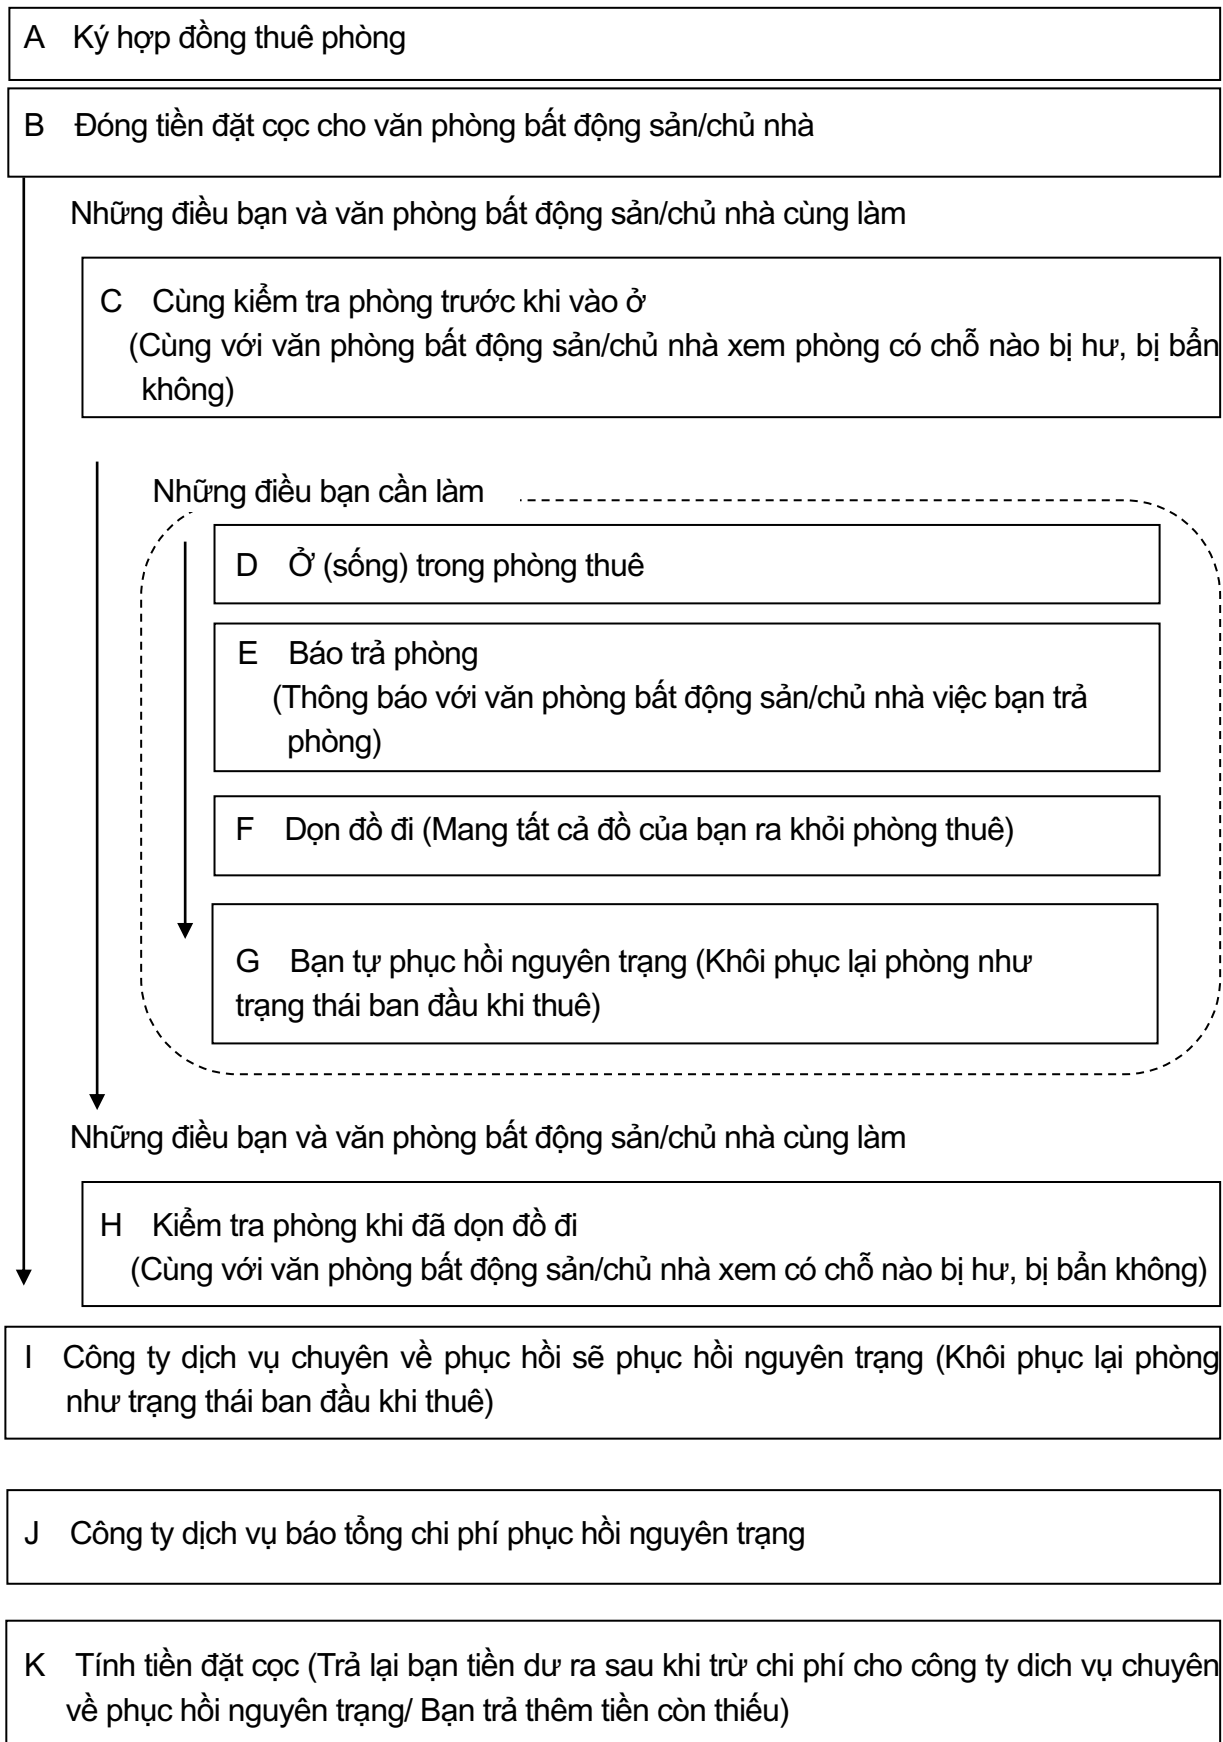 A Ký hợp đồng thuê phòng
B Đóng tiền đặt cọc cho văn phòng bất động sản/chủ nhà
Những điều bạn và văn phòng bất động sản/chủ nhà cùng làm
C Cùng kiểm tra phòng trước khi vào ở
(Cùng với văn phòng bất động sản/chủ nhà xem phòng có chỗ nào bị hư, bị bẩn
không)
Những điều bạn cần làm
D Ở (sống) trong phòng thuê
E Báo trả phòng
(Thông báo với văn phòng bất động sản/chủ nhà việc bạn trả
phòng)
F Dọn đồ đi (Mang tất cả đồ của bạn ra khỏi phòng thuê)
G Bạn tự phục hồi nguyên trạng (Khôi phục lại phòng như
trạng thái ban đầu khi thuê)
Những điều bạn và văn phòng bất động sản/chủ nhà cùng làm
H Kiểm tra phòng khi đã dọn đồ đi
(Cùng với văn phòng bất động sản/chủ nhà xem có chỗ nào bị hư, bị bẩn không)
I Công ty dịch vụ chuyên về phục hồi sẽ phục hồi nguyên trạng (Khôi phục lại phòng
như trạng thái ban đầu khi thuê)
J Công ty dịch vụ báo tổng chi phí phục hồi nguyên trạng
K Tính tiền đặt cọc (Trả lại bạn tiền dư ra sau khi trừ chi phí cho công ty dich vụ chuyên
về phục hồi nguyên trạng/ Bạn trả thêm tiền còn thiếu)